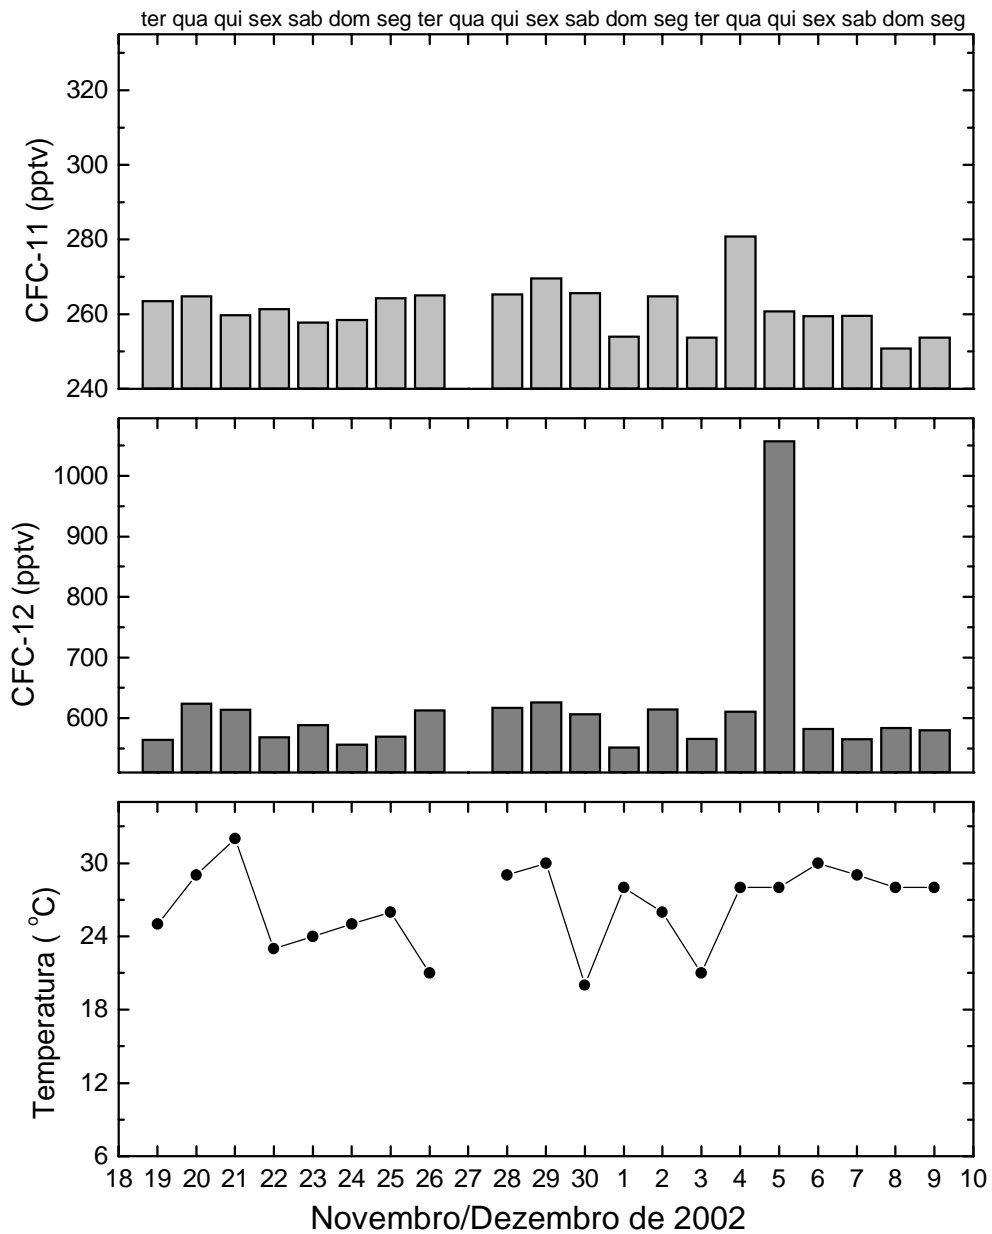 ter qua qui sex sab dom seg ter qua qui sex sab dom seg ter qua qui sex sab dom seg
320
300
280
260
240
CFC-11 (pptv)
1000
900
800
700
600
CFC-12 (pptv)
30
24
18
12
6
Temperatura ( °C)
18 19 20 21 22 23 24 25 26 27 28 29 30 1 2 3 4 5 6 7 8 9 10
Novembro/Dezembro de 2002